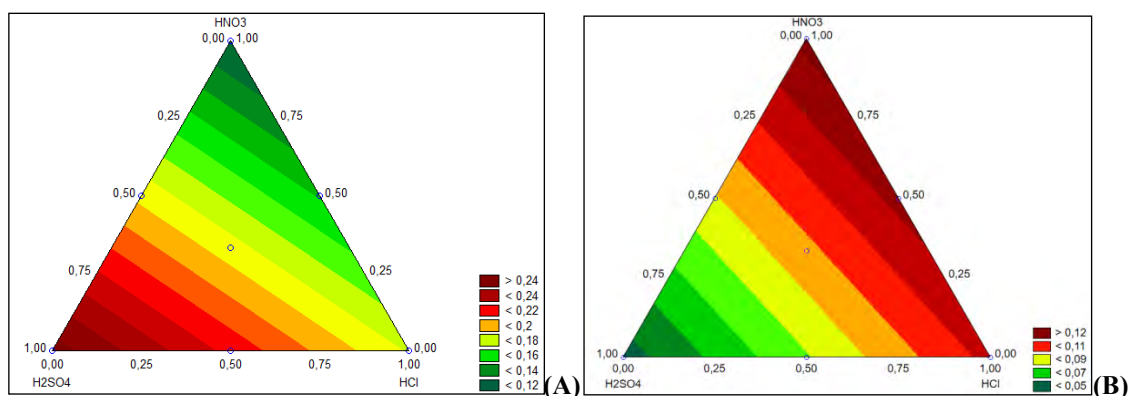 HNO3
0,00 1,00
0,25 0,75
0,50 0,50
0,75 0,25
1,00 0,00
0,00 0,25 0,50 0,75 1,00
H2SO4 HCl
> 0,24
< 0,24
< 0,22
< 0,2
< 0,18
< 0,16
< 0,14
< 0,12
(A)
HNO3
0,00 1,00
0,25 0,75
0,50 0,50
0,75 0,25
1,00 0,00
0,00 0,25 0,50 0,75 1,00
H2SO4 HCl
> 0,12
< 0,11
< 0,09
< 0,07
< 0,05
(B)